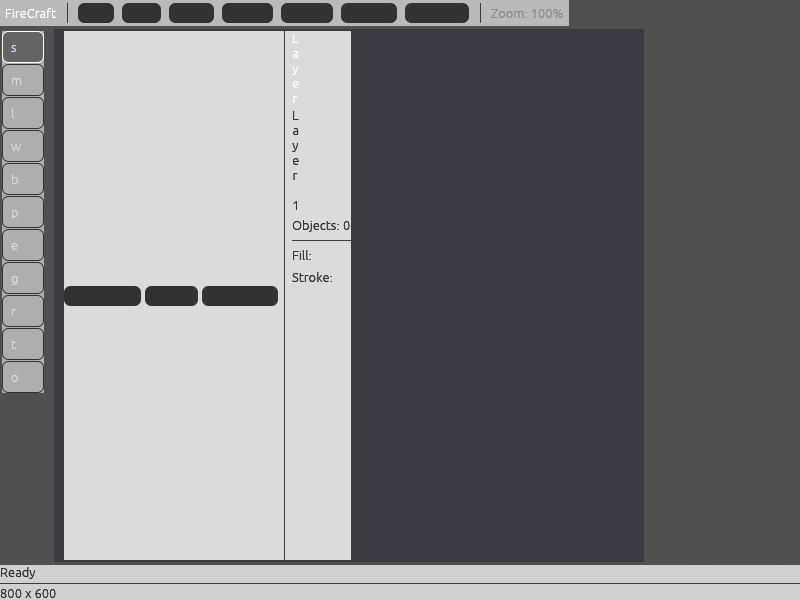 FireCraft Zoom: 100%
s
m
l
w
b
p
e
g
r
t
o
L
a
y
e
r
L
a
y
e
r
1
Objects: 0
Fill:
Stroke:
Ready
800 x 600